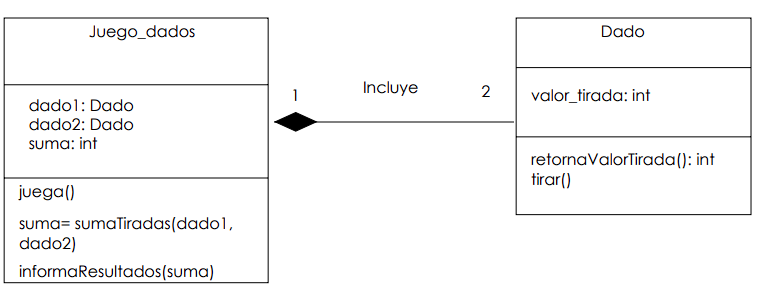 Juego_dados
dado1: Dado
dado2: Dado
suma: int
juega()
suma= sumaTiradas(dado1,
dado2)
informaResultados(suma)
1
Incluye
2
Dado
valor_tirada: int
retornaValorTirada(): int
tirar()